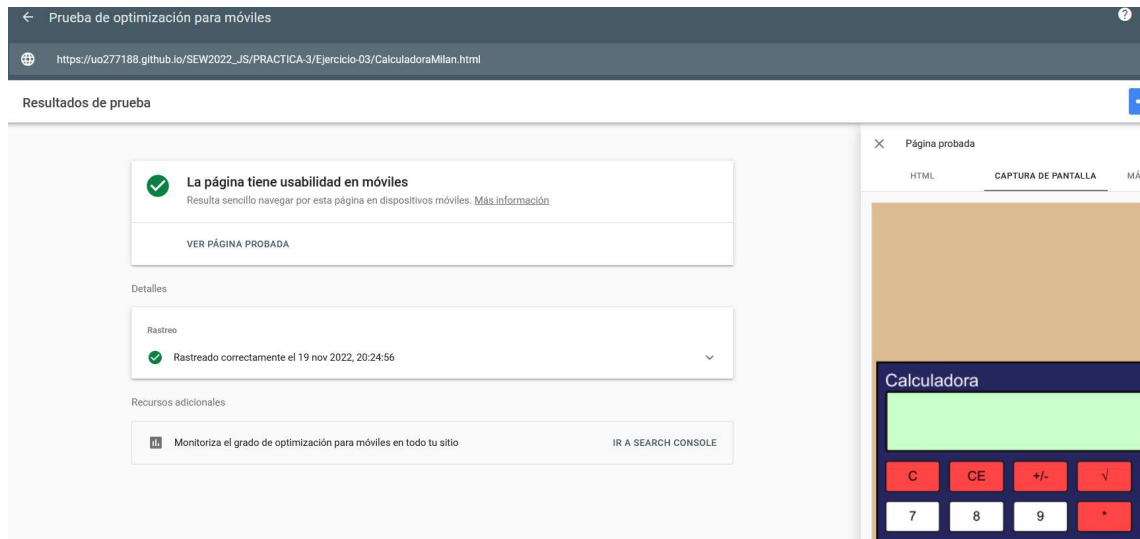 Prueba de optimización para móviles
?
https://uo277188.github.io/SEW2022_JS/PRACTICA-3/Ejercicio-03/CalculadoraMilan.html
Resultados de prueba
La página tiene usabilidad en móviles
Resulta sencillo navegar por esta página en dispositivos móviles. Más información
VER PÁGINA PROBADA
Detalles
Rastreo
Rastreado correctamente el 19 nov 2022, 20:24:56
Recursos adicionales
Monitoriza el grado de optimización para móviles en todo tu sitio IR A SEARCH CONSOLE
Página probada
HTML CAPTURA DE PANTALLA MÁ
Calculadora
C CE +/- √
7 8 9 *